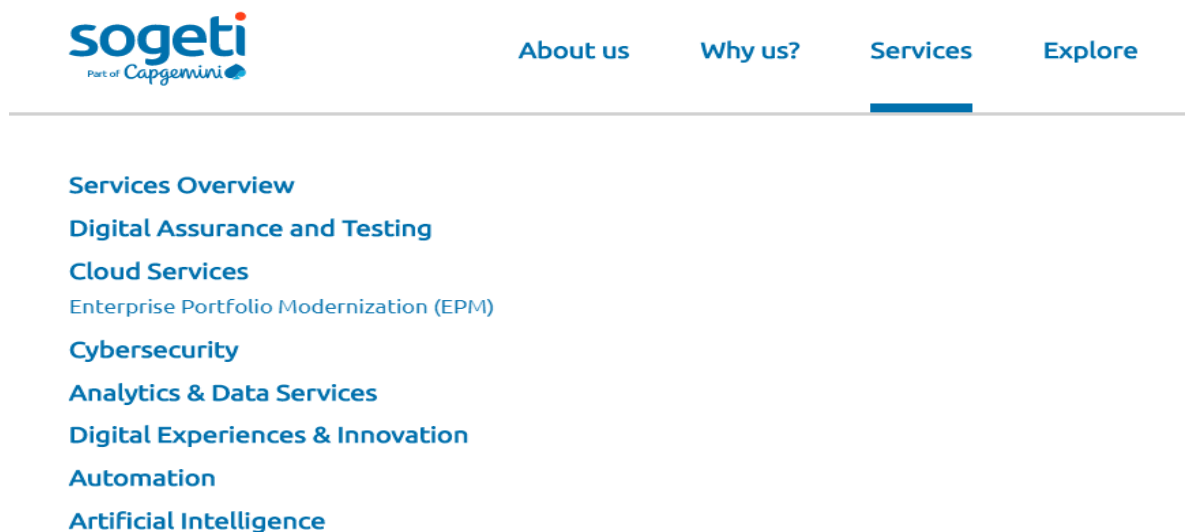 sogeti
Part of Capgemini
About us Why us? Services Explore
Services Overview
Digital Assurance and Testing
Cloud Services
Enterprise Portfolio Modernization (EPM)
Cybersecurity
Analytics & Data Services
Digital Experiences & Innovation
Automation
Artificial Intelligence